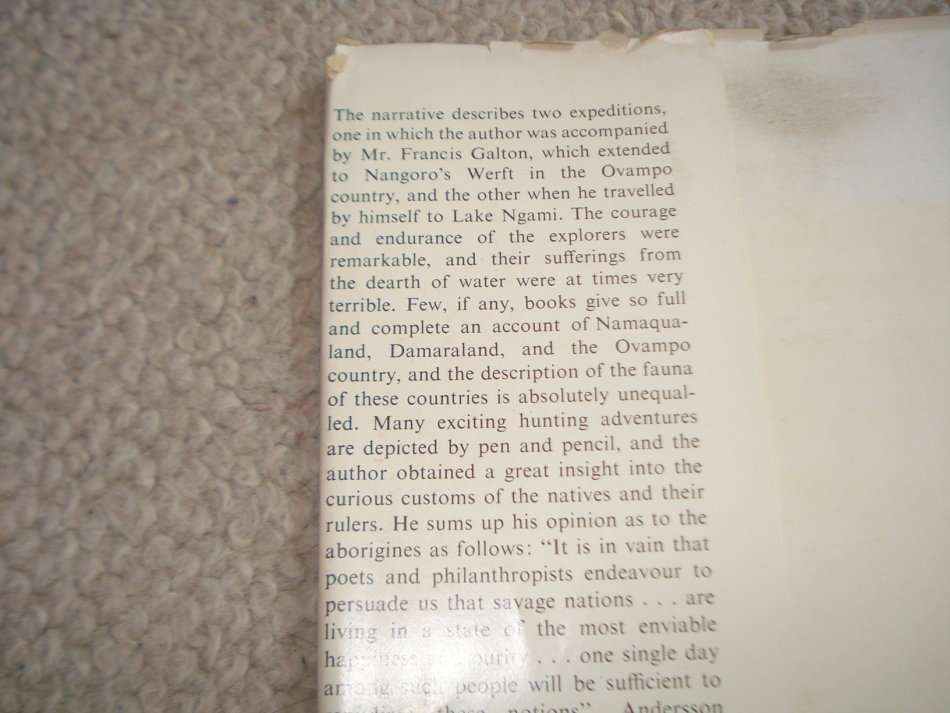 The narrative describes two expeditions,
one in which the author was accompanied
by Mr. Francis Galton, which extended
to Nangoro's Werft in the Ovampo
country, and the other when he travelled
by himself to Lake Ngami. The courage
and endurance of the explorers were
remarkable, and their sufferings from
the dearth of water were at times very
terrible. Few, if any, books give so full
and complete an account of Namaqua-
land, Damaraland, and the Ovampo
country, and the description of the fauna
of these countries is absolutely unequal-
led. Many exciting hunting adventures
are depicted by pen and pencil, and the
author obtained a great insight into the
curious customs of the natives and their
rulers. He sums up his opinion as to the
aborigines as follows: “It is in vain that
poets and philanthropists endeavour to
persuade us that savage nations . . . are
living in a state of the most enviable
happiness and purity . . . one single day
among such people will be sufficient to
these notions”. Andersson